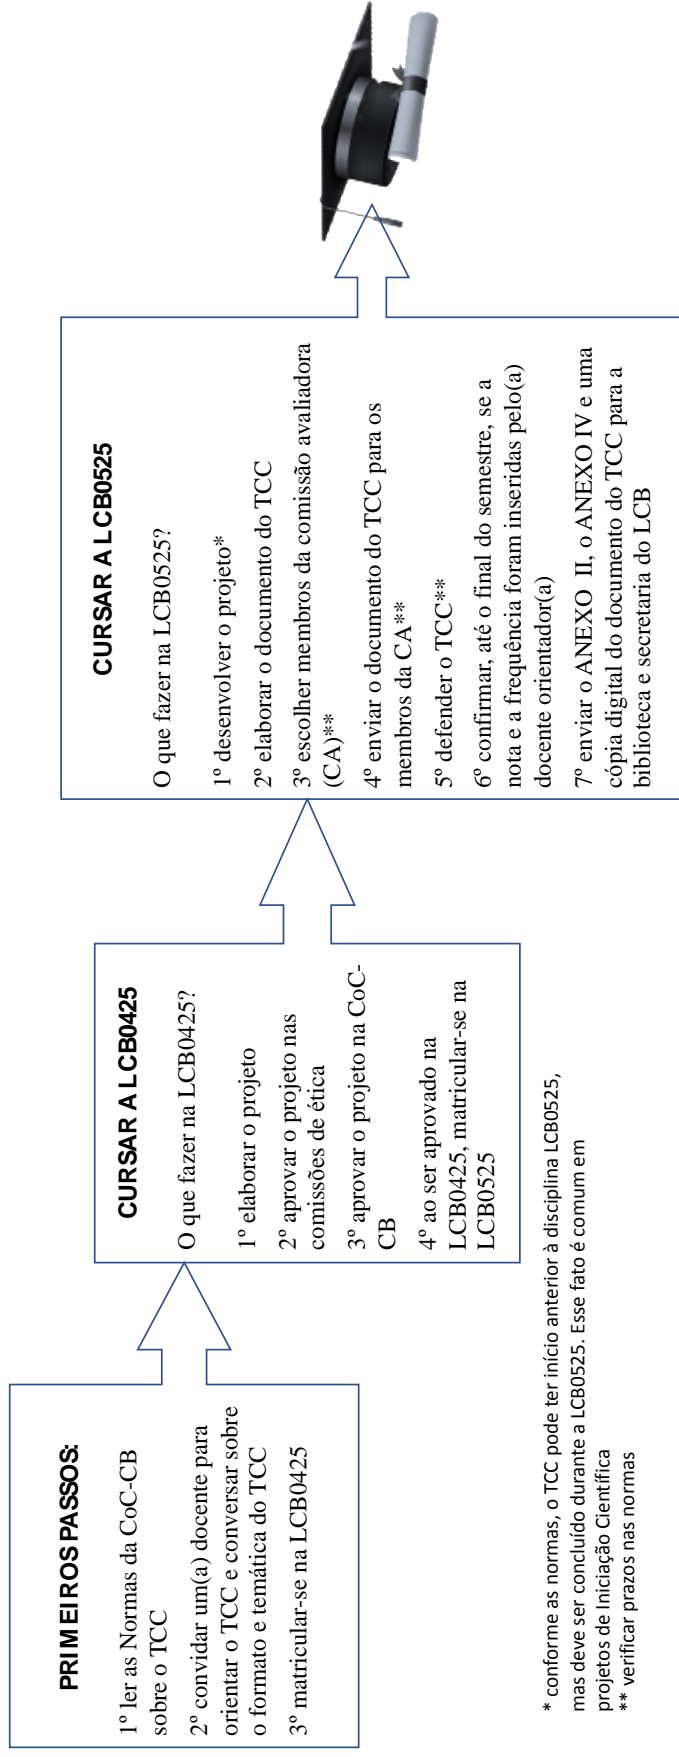 PRIMEIROS PASSOS:
1º ler as Normas da CoC-CB
sobre o TCC
2º convidar um(a) docente para
orientar o TCC e conversar sobre
o formato e temática do TCC
3º matricular-se na LCB0425
CURSAR A LCB0425
O que fazer na LCB0425?
1º elaborar o projeto
2º aprovar o projeto nas
comissões de ética
3º aprovar o projeto na CoC-
CB
4º ao ser aprovado na
LCB0425, matricular-se na
LCB0525
CURSAR A LCB0525
O que fazer na LCB0525?
1º desenvolver o projeto*
2º elaborar o documento do TCC
3º escolher membros da comissão avaliadora
(CA)**
4º enviar o documento do TCC para os
membros da CA**
5º defender o TCC**
6º confirmar, até o final do semestre, se a
nota e a frequência foram inseridas pelo(a)
docente orientador(a)
7º enviar o ANEXO II, o ANEXO IV e uma
cópia digital do documento do TCC para a
biblioteca e secretaria do LCB
* conforme as normas, o TCC pode ter início anterior à disciplina LCB0525,
mas deve ser concluído durante a LCB0525. Esse fato é comum em
projetos de Iniciação Científica
** verificar prazos nas normas